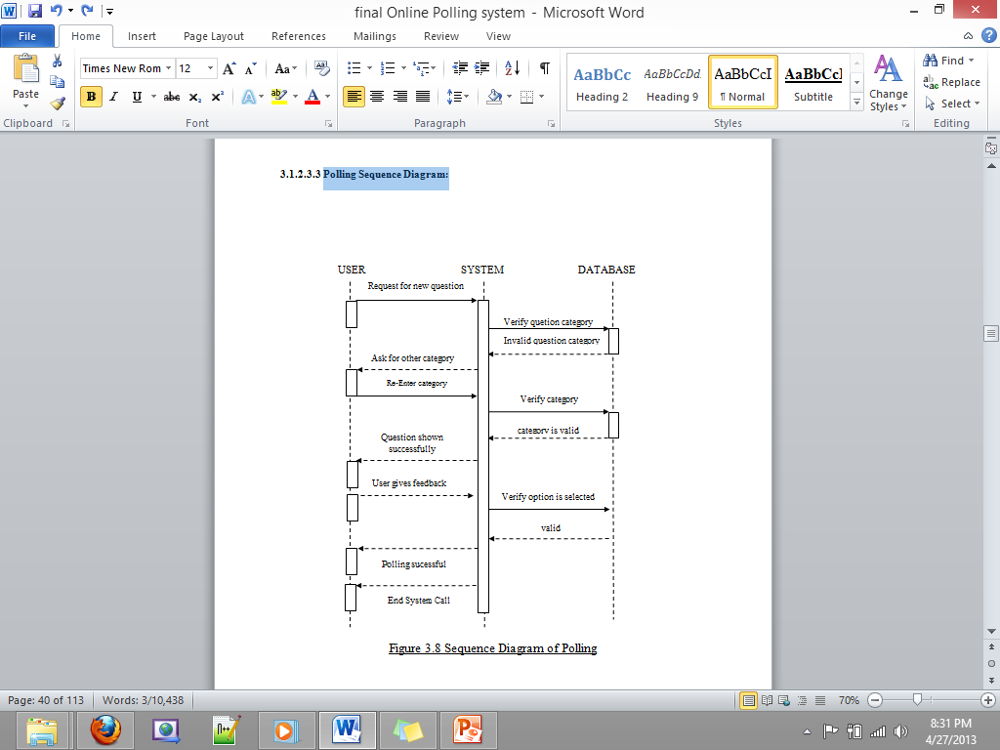 final Online Polling system - Microsoft Word
File Home Insert Page Layout References Mailings Review View
Paste
Times New Rom 12
Clipboard Font Paragraph Styles Editing
AaBbCc AaBbCcDd. AaBbCcI AaBbCcl
Heading 2 Heading 9 ¶ Normal Subtitle
Change Styles
Find
Replace
Select
3.1.2.3.3 Polling Sequence Diagram:
USER SYSTEM DATABASE
Request for new question
Verify quetion category
Invalid question category
Ask for other category
Re-Enter category
Verify category
category is valid
Question shown
successfully
User gives feedback
Verify option is selected
valid
Polling sucessful
End System Call
Figure 3.8 Sequence Diagram of Polling
Page: 40 of 113 Words: 3/10,438 70%
8:31 PM
4/27/2013